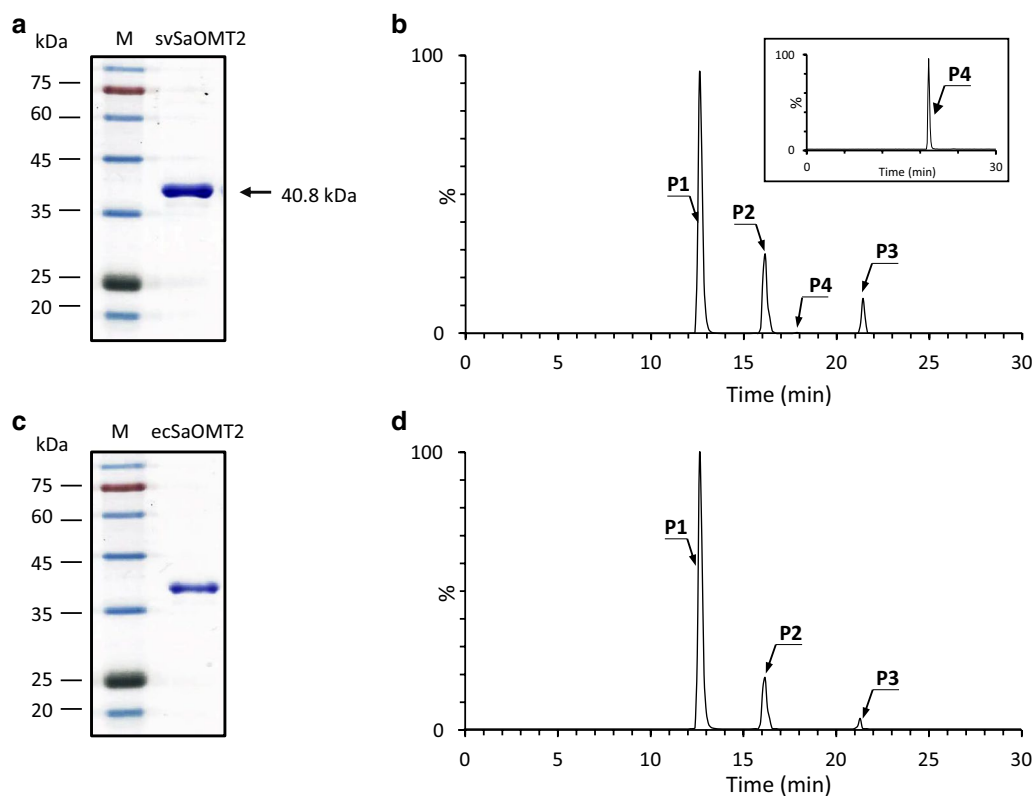 a
kDa M svSaOMT2
75
60
45
35
25
20
40.8 kDa
b
100
%
0
P1
P2
P4
P3
0 5 10 15 20 25 30
Time (min)
100
%
0
P4
0 30
Time (min)
c
kDa M ecSaOMT2
75
60
45
35
25
20
d
100
%
0
P1
P2
P3
0 5 10 15 20 25 30
Time (min)